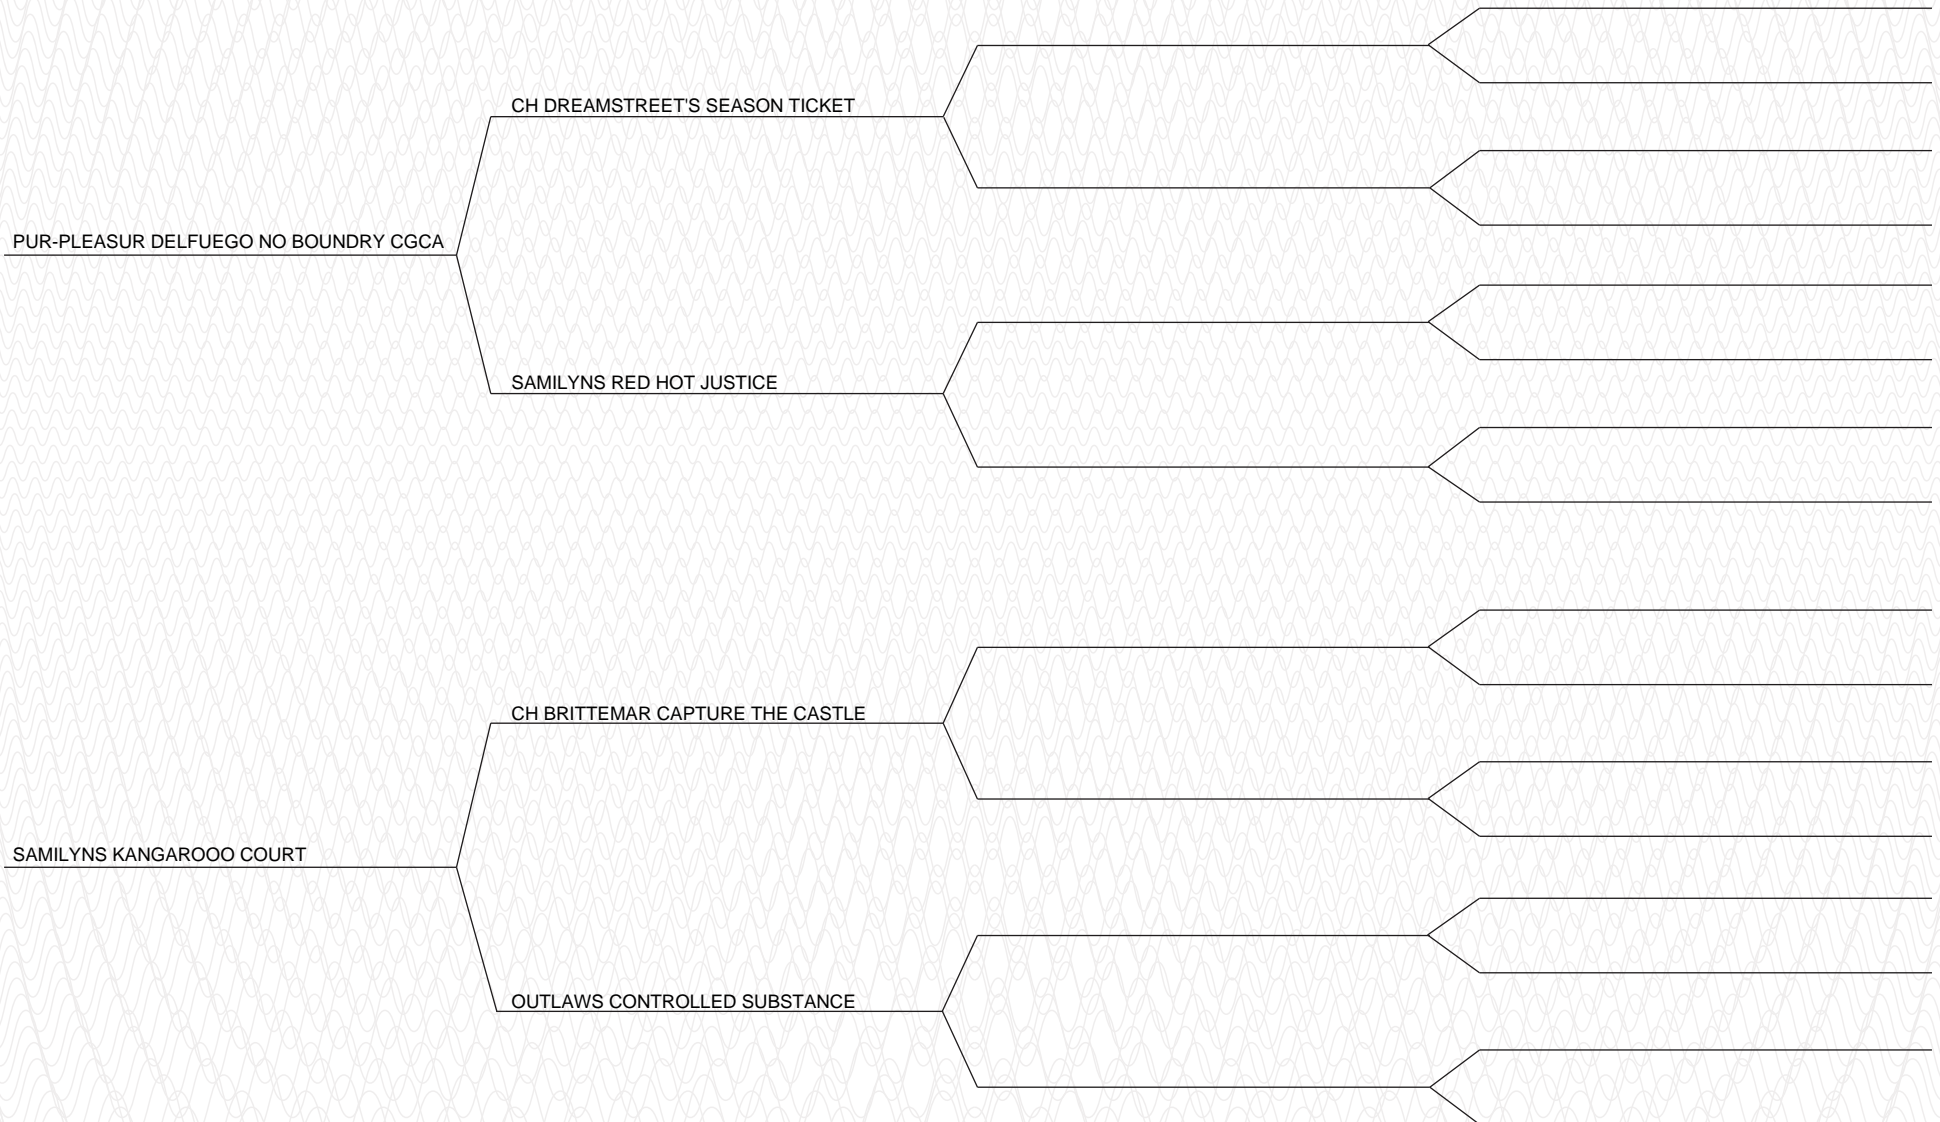 CH DREAMSTREET'S SEASON TICKET
PUR-PLEASUR DELFUEGO NO BOUNDRY CGCA
SAMILYNS RED HOT JUSTICE
CH BRITTEMAR CAPTURE THE CASTLE
SAMILYNS KANGAROOO COURT
OUTLAWS CONTROLLED SUBSTANCE